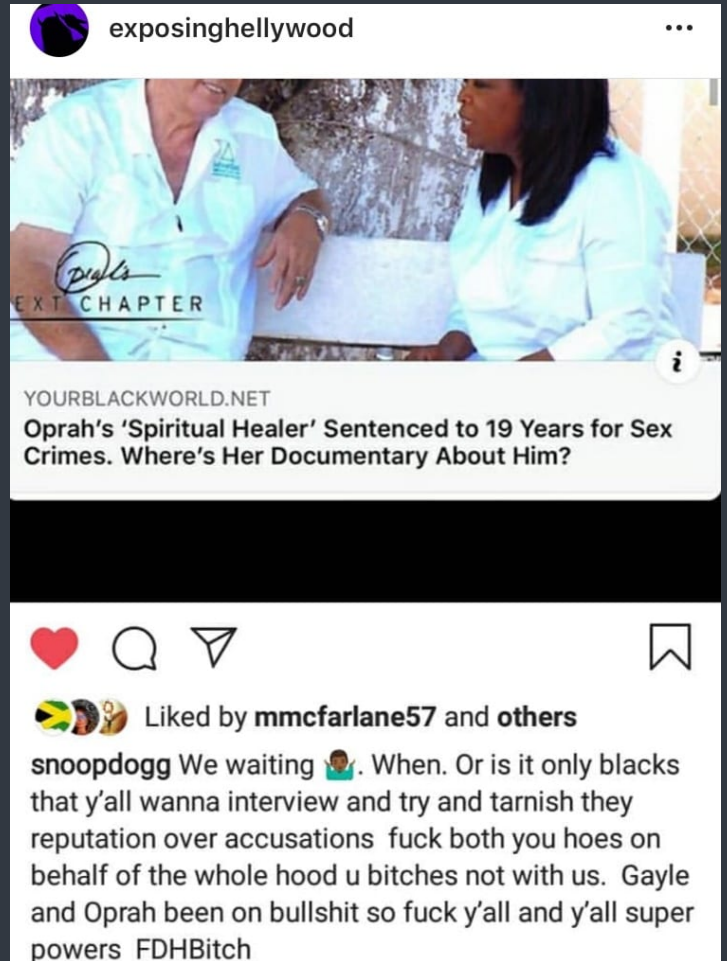 exposinghellywood
Oprah's
EXT CHAPTER
i
YOURBLACKWORLD.NET
Oprah's 'Spiritual Healer' Sentenced to 19 Years for Sex
Crimes. Where's Her Documentary About Him?
Liked by mmcfarlane57 and others
snoopdogg We waiting 🤷🏾‍♂️. When. Or is it only blacks
that y'all wanna interview and try and tarnish they
reputation over accusations  fuck both you hoes on
behalf of the whole hood u bitches not with us.  Gayle
and Oprah been on bullshit so fuck y'all and y'all super
powers  FDHBitch